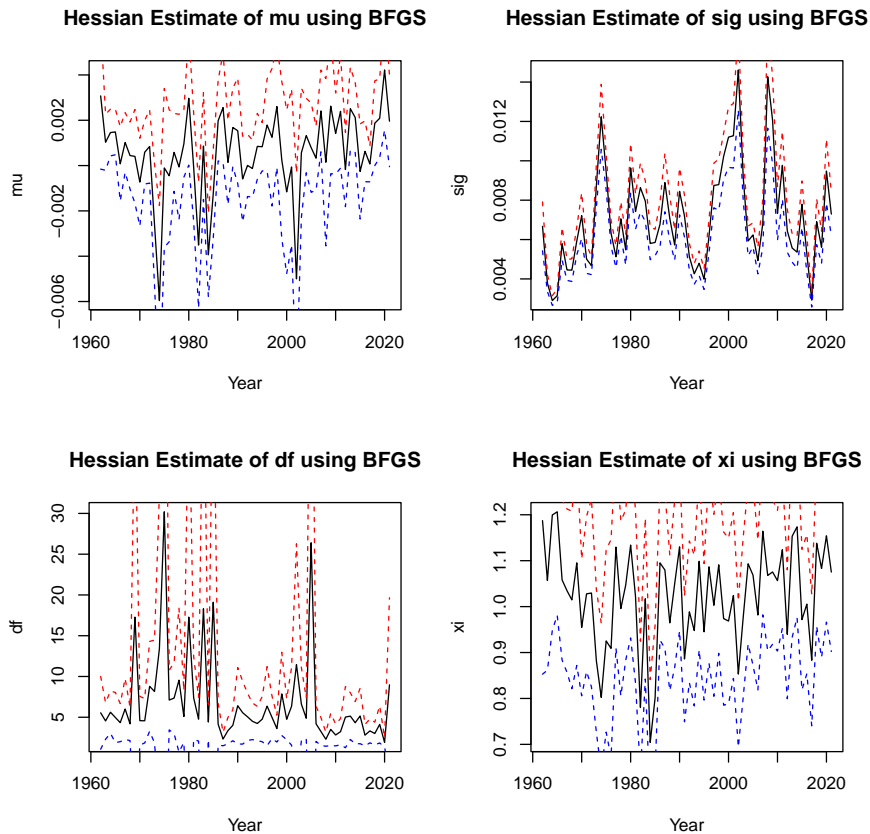 Hessian Estimate of mu using BFGS
mu
0.002
−0.002
−0.006
1960 1980 2000 2020
Year
Hessian Estimate of sig using BFGS
sig
0.012
0.008
0.004
1960 1980 2000 2020
Year
Hessian Estimate of df using BFGS
df
30
25
20
15
10
5
1960 1980 2000 2020
Year
Hessian Estimate of xi using BFGS
xi
1.2
1.1
1.0
0.9
0.8
0.7
1960 1980 2000 2020
Year